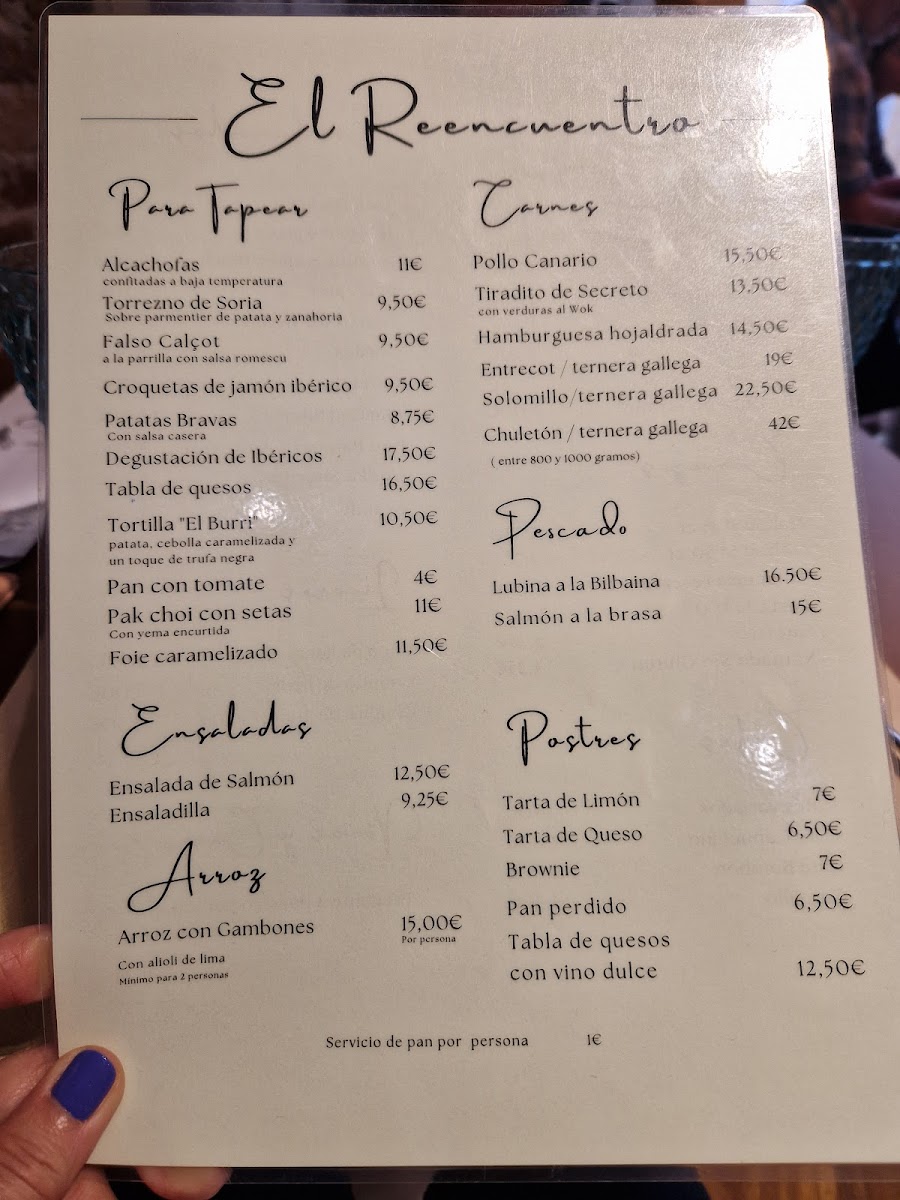 El Reencuentro
Para Tapear
Alcachofas 11€
confitadas a baja temperatura
Torrezno de Soria 9,50€
Sobre parmentier de patata y zanahoria
Falso Calçot 9,50€
a la parrilla con salsa romescu
Croquetas de jamón ibérico 9,50€
Patatas Bravas 8,75€
Con salsa casera
Degustación de Ibéricos 17,50€
Tabla de quesos 16,50€
Tortilla "El Burri" 10,50€
patata, cebolla caramelizada y
un toque de trufa negra
Pan con tomate 4€
Pak choi con setas 11€
Con yema encurtida
Foie caramelizado 11,50€
Ensaladas
Ensalada de Salmón 12,50€
Ensaladilla 9,25€
Arroz
Arroz con Gambones 15,00€
Por persona
Con alioli de lima
Mínimo para 2 personas
Carnes
Pollo Canario 15,50€
Tiradito de Secreto 13,50€
con verduras al Wok
Hamburguesa hojaldrada 14,50€
Entrecot / ternera gallega 19€
Solomillo/ternera gallega 22,50€
Chuletón / ternera gallega 42€
( entre 800 y 1000 gramos)
Pescado
Lubina a la Bilbaina 16.50€
Salmón a la brasa 15€
Postres
Tarta de Limón 7€
Tarta de Queso 6,50€
Brownie 7€
Pan perdido 6,50€
Tabla de quesos
con vino dulce 12,50€
Servicio de pan por persona 1€